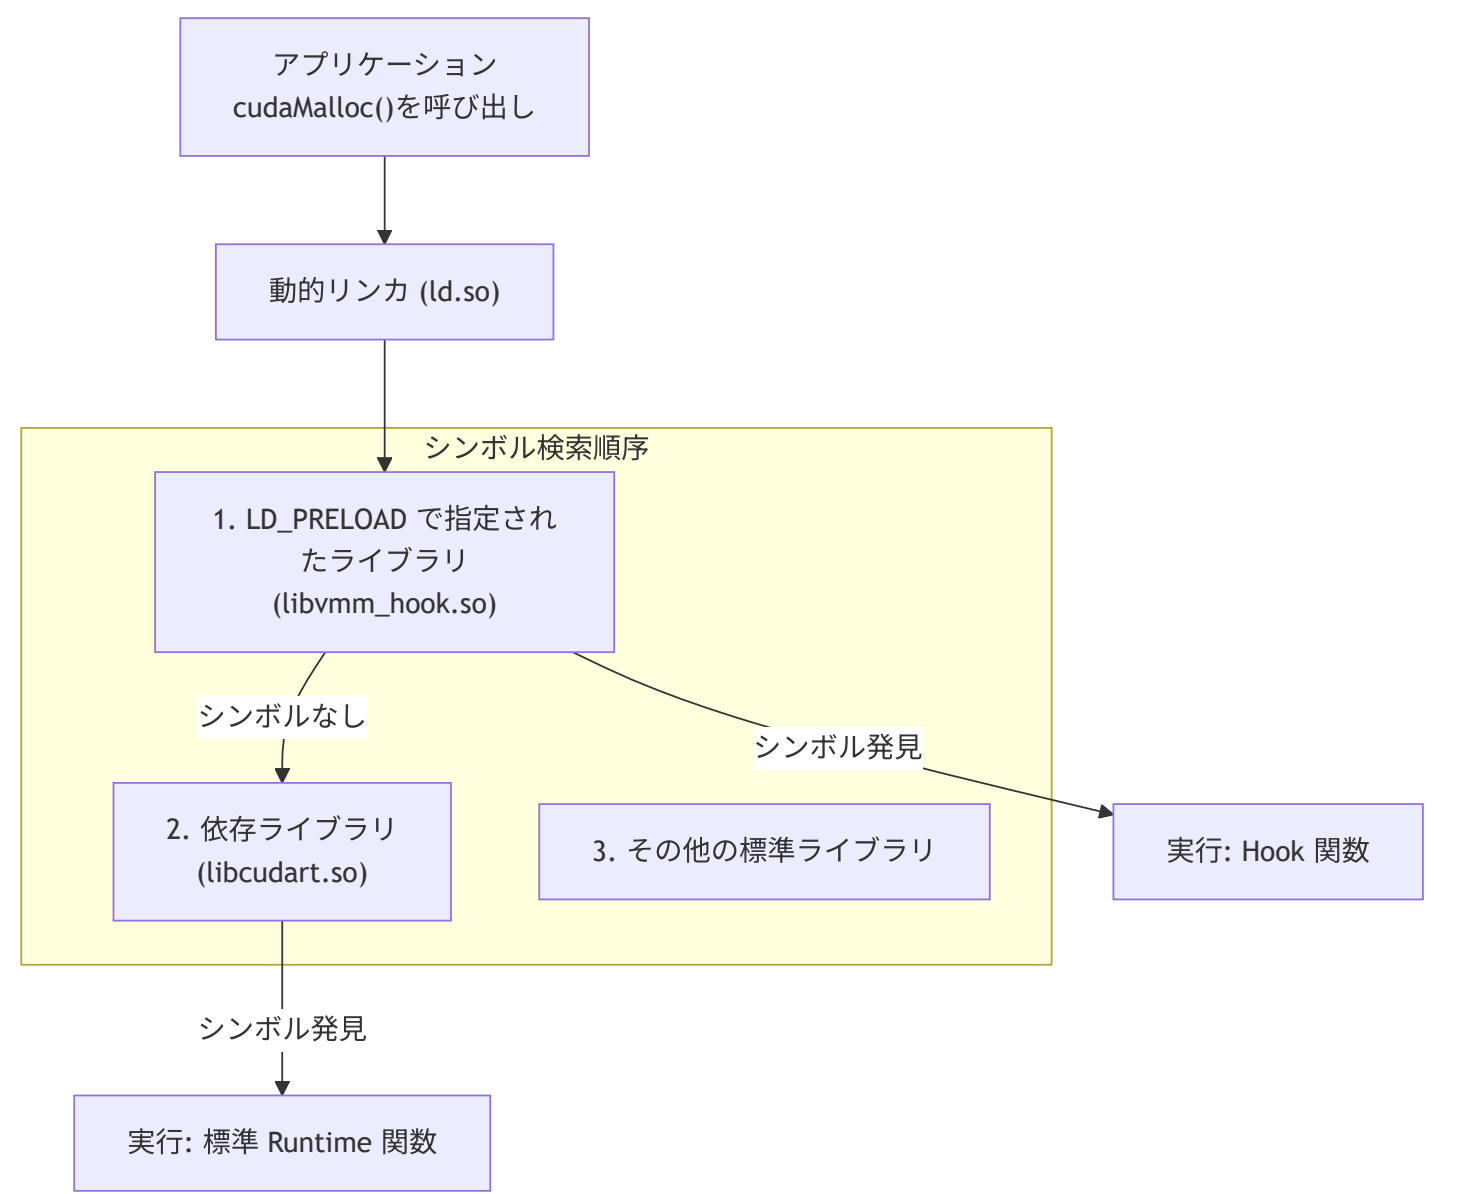 アプリケーション
cudaMalloc()を呼び出し
動的リンカ (ld.so)
シンボル検索順序
1. LD_PRELOAD で指定され
たライブラリ
(libvmm_hook.so)
シンボルなし
シンボル発見
2. 依存ライブラリ
(libcudart.so)
3. その他の標準ライブラリ
実行: Hook 関数
シンボル発見
実行: 標準 Runtime 関数